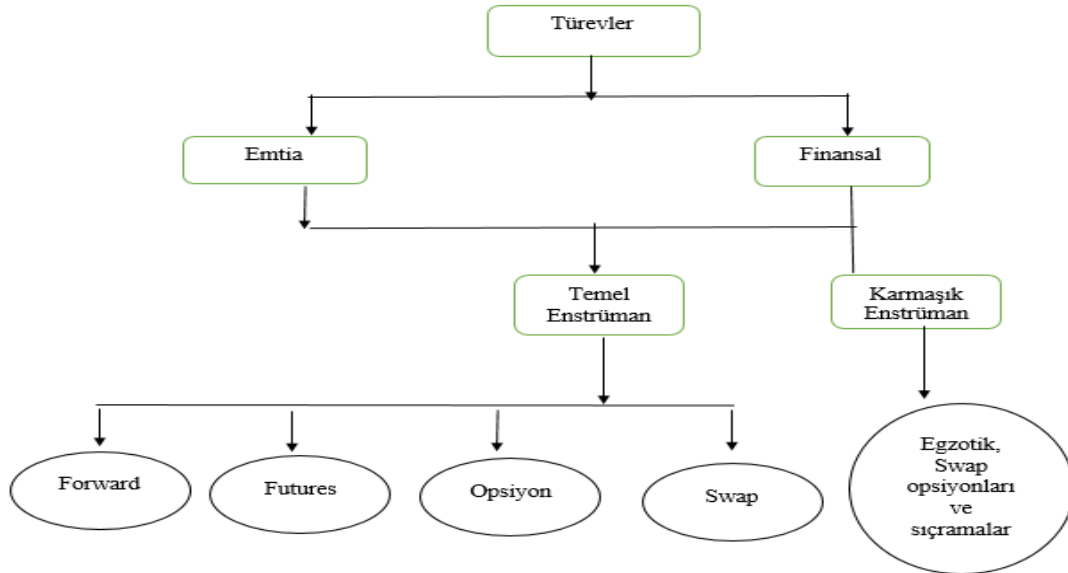 Türevler
Emtia
Finansal
Temel
Enstrüman
Karmaşık
Enstrüman
Forward
Futures
Opsiyon
Swap
Egzotik,
Swap
opsiyonları
ve
sıçramalar